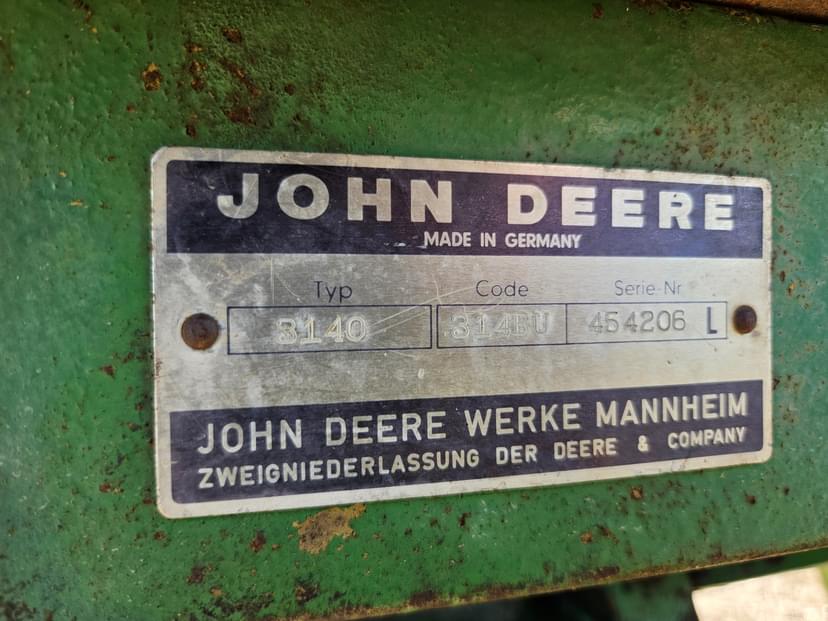 JOHN DEERE
MADE IN GERMANY
Typ Code Serie-Nr
3140 314BU 454206 L
JOHN DEERE WERKE MANNHEIM
ZWEIGNIEDERLASSUNG DER DEERE & COMPANY